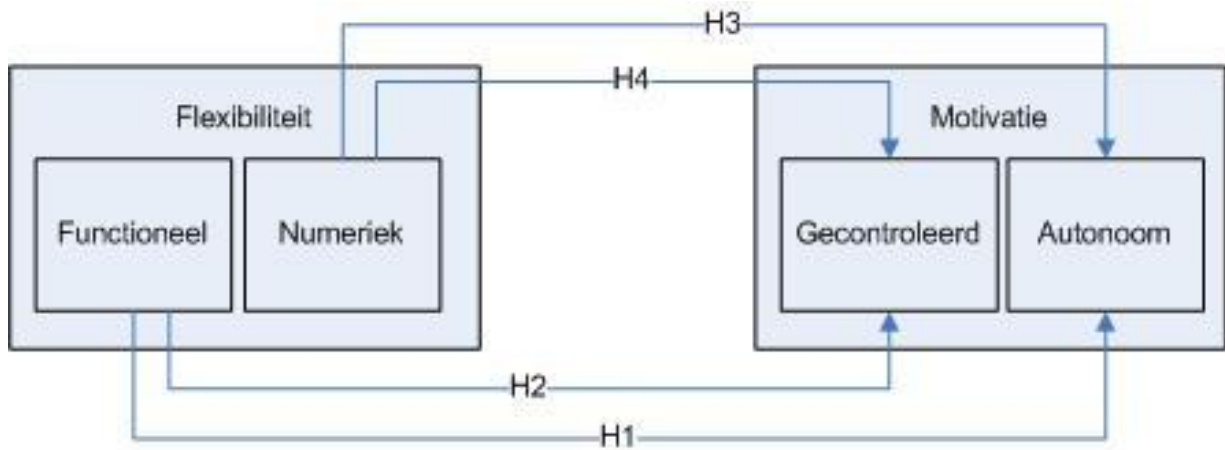 H3
H4
Flexibiliteit
Motivatie
Functioneel
Numeriek
Gecontroleerd
Autonoom
H2
H1